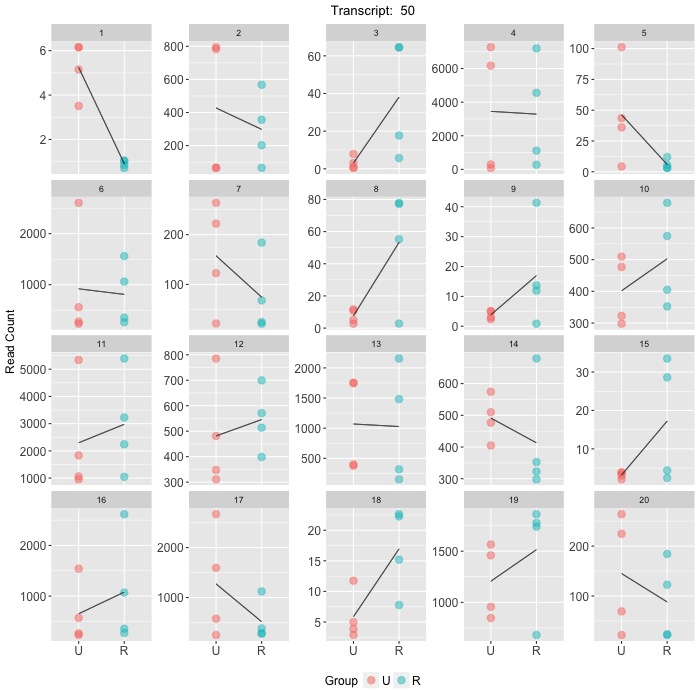 Transcript: 50
1 2 3 4 5
6 4 2
800 600 400 200
60 40 20 0
6000 4000 2000 0
100 75 50 25 0
6 7 8 9 10
2000 1000
200 100
80 60 40 20 0
40 30 20 10 0
600 500 400 300
Read Count
11 12 13 14 15
5000 4000 3000 2000 1000
800 700 600 500 400 300
2000 1500 1000 500
600 500 400 300
30 20 10
16 17 18 19 20
2000 1000
2000 1000
20 15 10 5
1500 1000
200 100
U R U R U R U R U R
Group U R